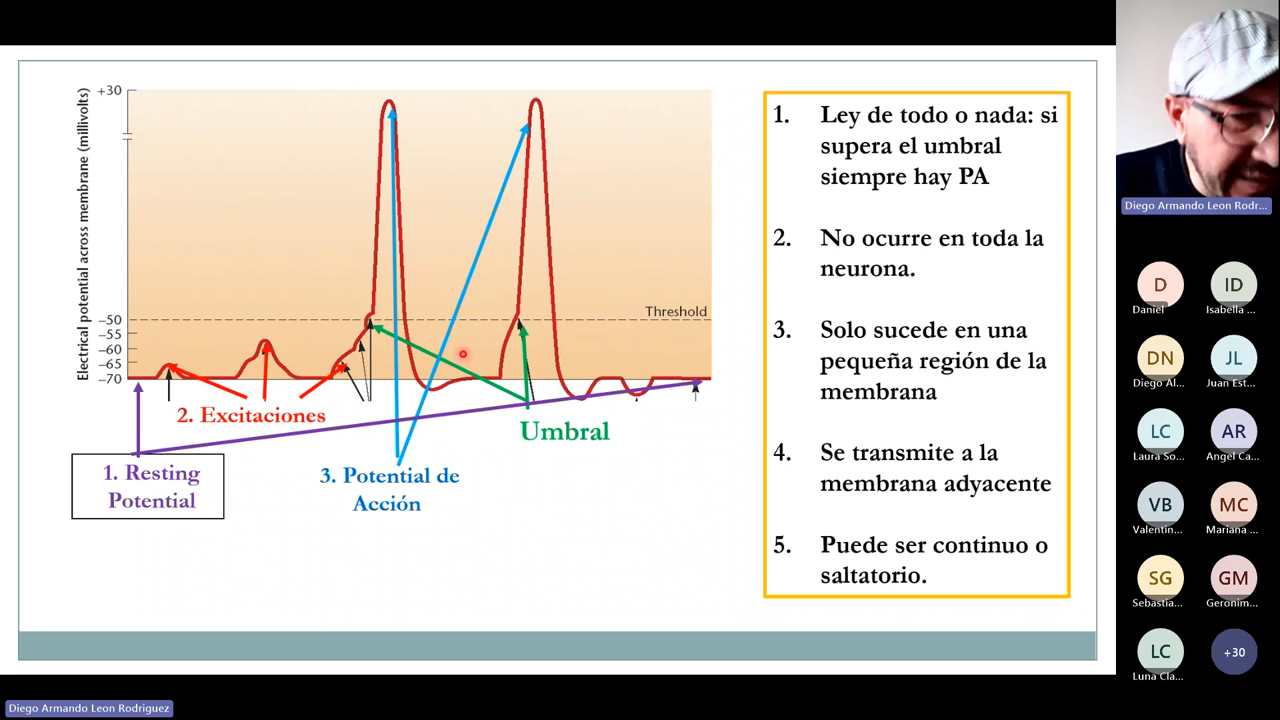 +30
-50
-55
-60
-65
-70
Electrical potential across membrane (millivolts)
Threshold
2. Excitaciones
Umbral
1. Resting
Potential
3. Potential de
Acción
1. Ley de todo o nada: si
supera el umbral
siempre hay PA
2. No ocurre en toda la
neurona.
3. Solo sucede en una
pequeña región de la
membrana
4. Se transmite a la
membrana adyacente
5. Puede ser continuo o
saltatorio.
Diego Armando Leon Rodr...
D
ID
Daniel
Isabella ...
DN
JL
Diego Al...
Juan Est...
LC
AR
Laura So...
Angel Ca...
VB
MC
Valentin...
Mariana ...
SG
GM
Sebastia...
Geronim...
LC
+30
Luna Cla...
Diego Armando Leon Rodriguez